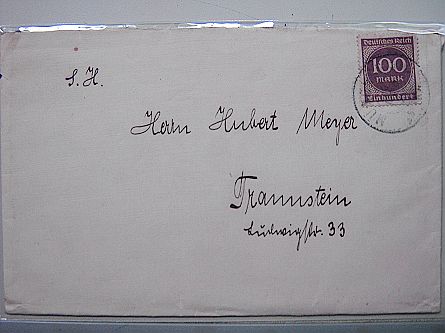 Deutsches Reich
100
MARK
Einhundert
S. H.
Herrn Hubert Meyer
Traunstein
Ludwigstr. 33